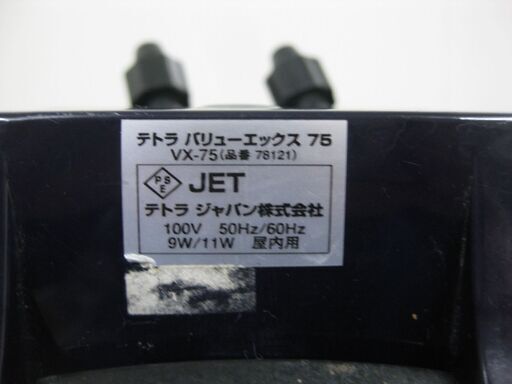 テトラ バリューエックス 75
VX-75(品番 78121)
PSE JET
テトラ ジャパン株式会社
100V 50Hz/60Hz
9W/11W 屋内用